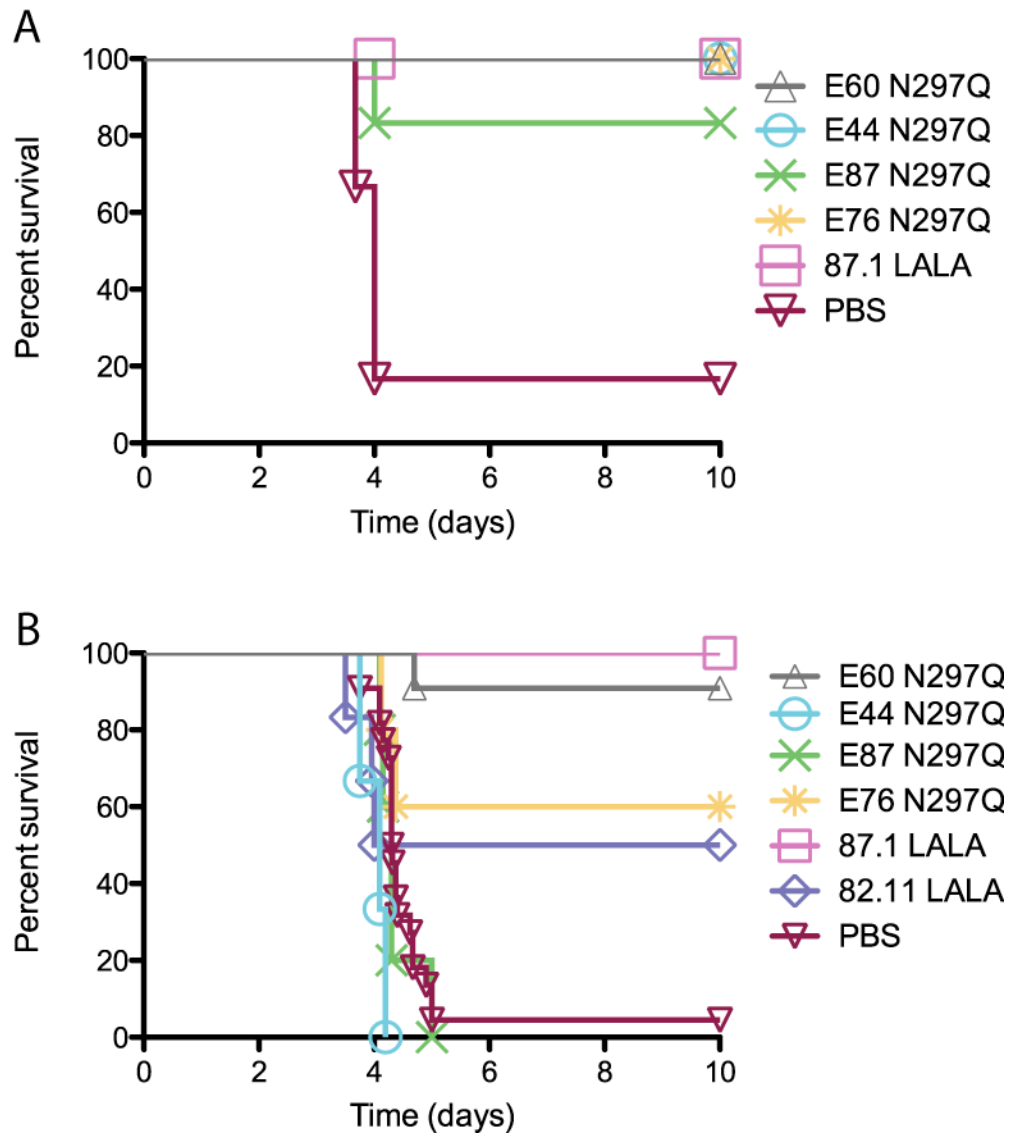 A
Percent survival
100
80
60
40
20
0
0 2 4 6 8 10
Time (days)
E60 N297Q
E44 N297Q
E87 N297Q
E76 N297Q
87.1 LALA
PBS
B
Percent survival
100
80
60
40
20
0
0 2 4 6 8 10
Time (days)
E60 N297Q
E44 N297Q
E87 N297Q
E76 N297Q
87.1 LALA
82.11 LALA
PBS